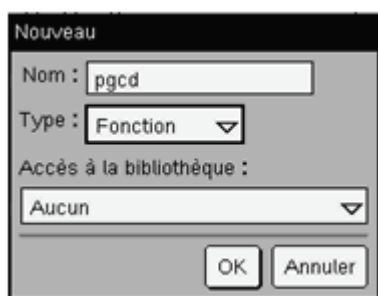 Nouveau
Nom : pgcd
Type : Fonction
Accès à la bibliothèque :
Aucun
OK Annuler